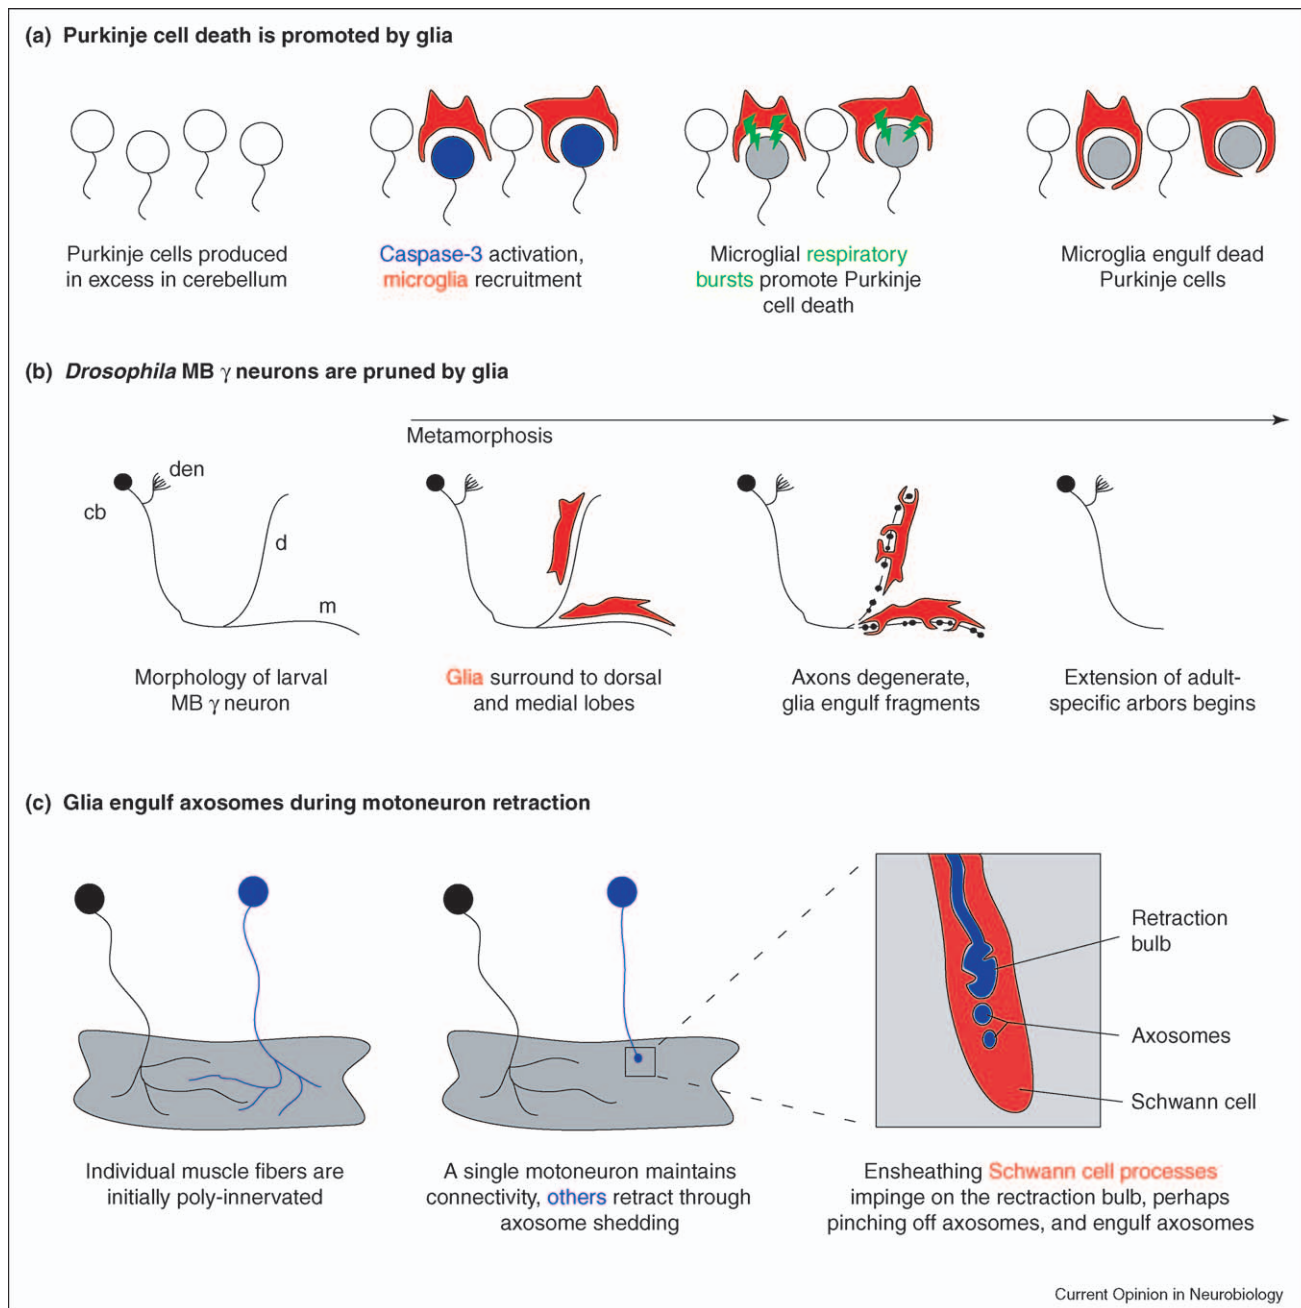 (a) Purkinje cell death is promoted by glia
Purkinje cells produced
in excess in cerebellum
Caspase-3 activation,
microglia recruitment
Microglial respiratory
bursts promote Purkinje
cell death
Microglia engulf dead
Purkinje cells
(b) Drosophila MB γ neurons are pruned by glia
Metamorphosis
den
cb
d
m
Morphology of larval
MB γ neuron
Glia surround to dorsal
and medial lobes
Axons degenerate,
glia engulf fragments
Extension of adult-
specific arbors begins
(c) Glia engulf axosomes during motoneuron retraction
Retraction
bulb
Axosomes
Schwann cell
Individual muscle fibers are
initially poly-innervated
A single motoneuron maintains
connectivity, others retract through
axosome shedding
Ensheathing Schwann cell processes
impinge on the rectraction bulb, perhaps
pinching off axosomes, and engulf axosomes
Current Opinion in Neurobiology